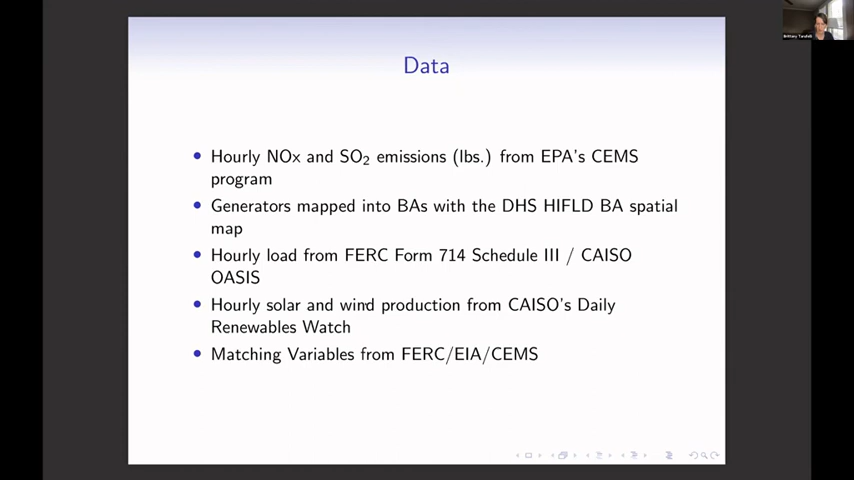 Data
• Hourly NOx and SO₂ emissions (lbs.) from EPA's CEMS
program
• Generators mapped into BAs with the DHS HIFLD BA spatial
map
• Hourly load from FERC Form 714 Schedule III / CAISO
OASIS
• Hourly solar and wind production from CAISO's Daily
Renewables Watch
• Matching Variables from FERC/EIA/CEMS